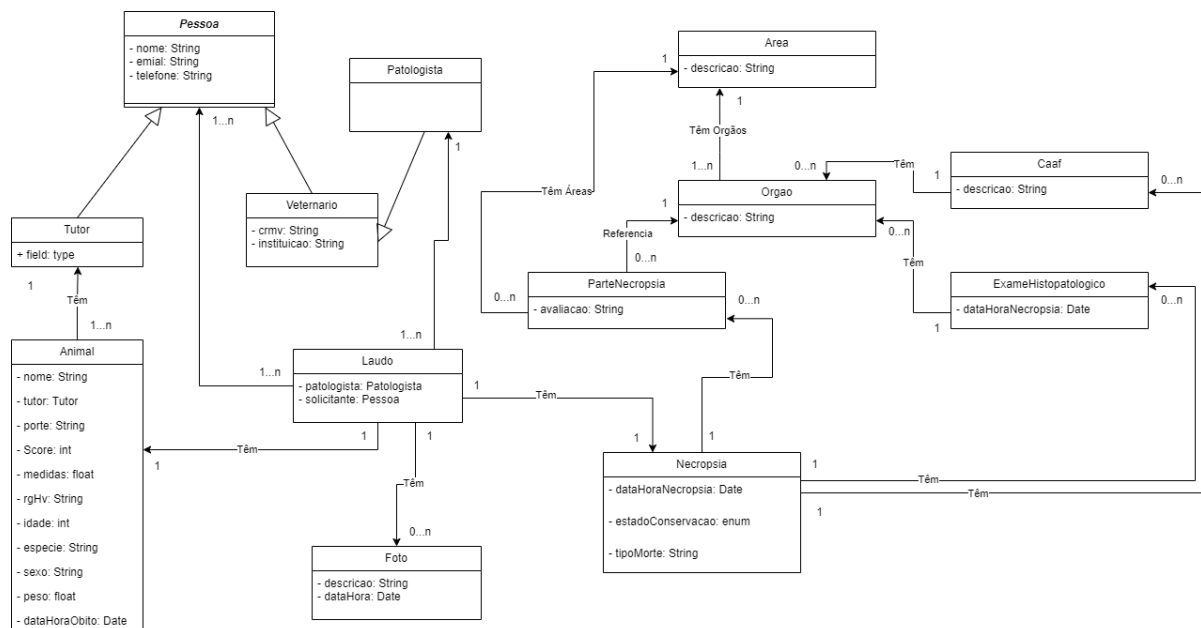 Pessoa
- nome: String
- emial: String
- telefone: String
Patologista
Area
- descricao: String
1
1
1...n
1
Têm Orgãos
Têm Áreas
1...n
0...n
Têm
1
Caaf
- descricao: String
0...n
Orgao
- descricao: String
1
Referencia
0...n
0...n
Têm
Veternario
- crmv: String
- instituicao: String
Tutor
+ field: type
1
Têm
1...n
ParteNecropsia
- avaliacao: String
0...n
0...n
ExameHistopatologico
- dataHoraNecropsia: Date
1
0...n
Animal
- nome: String
- tutor: Tutor
- porte: String
- Score: int
- medidas: float
- rgHv: String
- idade: int
- especie: String
- sexo: String
- peso: float
- dataHoraObito: Date
1...n
1...n
Laudo
- patologista: Patologista
- solicitante: Pessoa
1
Têm
1
Têm
1
1
Têm
1
Têm
0...n
Foto
- descricao: String
- dataHora: Date
1
Necropsia
- dataHoraNecropsia: Date
- estadoConservacao: enum
- tipoMorte: String
1
Têm
Têm
1